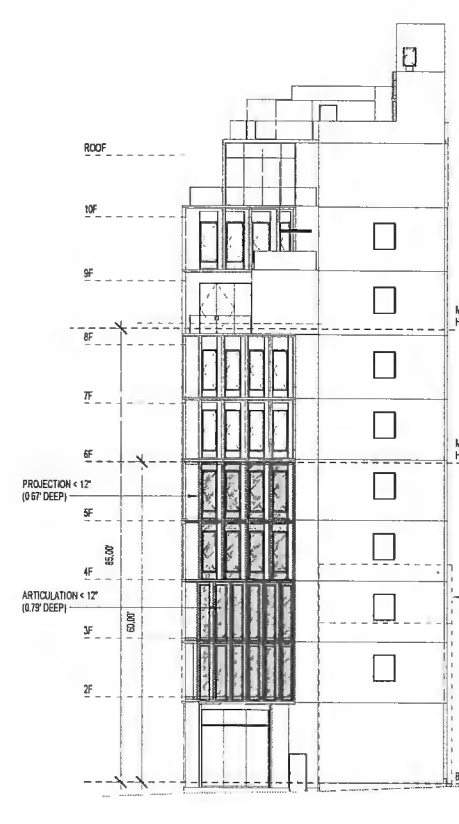 ROOF
10F
9F
8F
7F
6F
PROJECTION < 12"
(0.67' DEEP)
5F
85.00'
4F
ARTICULATION < 12"
(0.79' DEEP)
60.00'
3F
2F